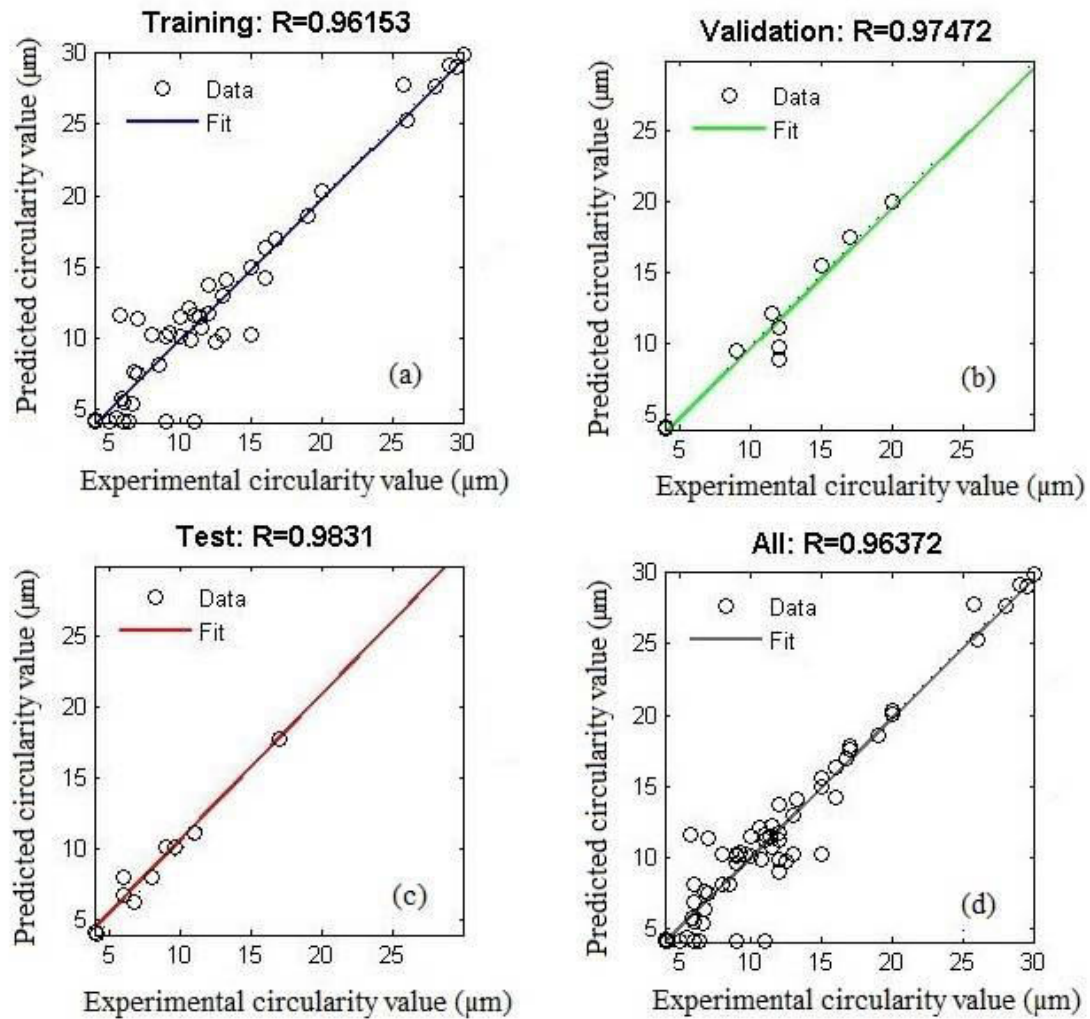 Training: R=0.96153
Predicted circularity value (µm)
30
25
20
15
10
5
Data
Fit
(a)
5 10 15 20 25 30
Experimental circularity value (µm)
Validation: R=0.97472
Predicted circularity value (µm)
25
20
15
10
5
Data
Fit
(b)
5 10 15 20 25 30
Experimental circularity value (µm)
Test: R=0.9831
Predicted circularity value (µm)
25
20
15
10
5
Data
Fit
(c)
5 10 15 20 25 30
Experimental circularity value (µm)
All: R=0.96372
Predicted circularity value (µm)
30
25
20
15
10
5
Data
Fit
(d)
5 10 15 20 25 30
Experimental circularity value (µm)